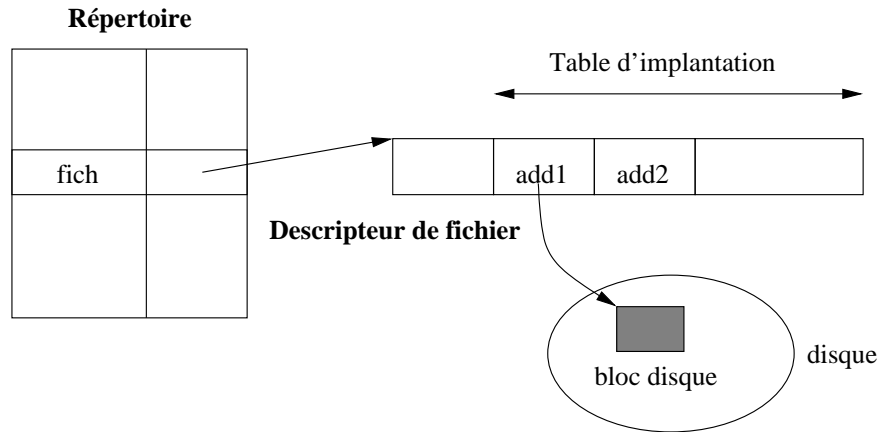 Répertoire
Table d'implantation
fich
add1
add2
Descripteur de fichier
bloc disque
disque